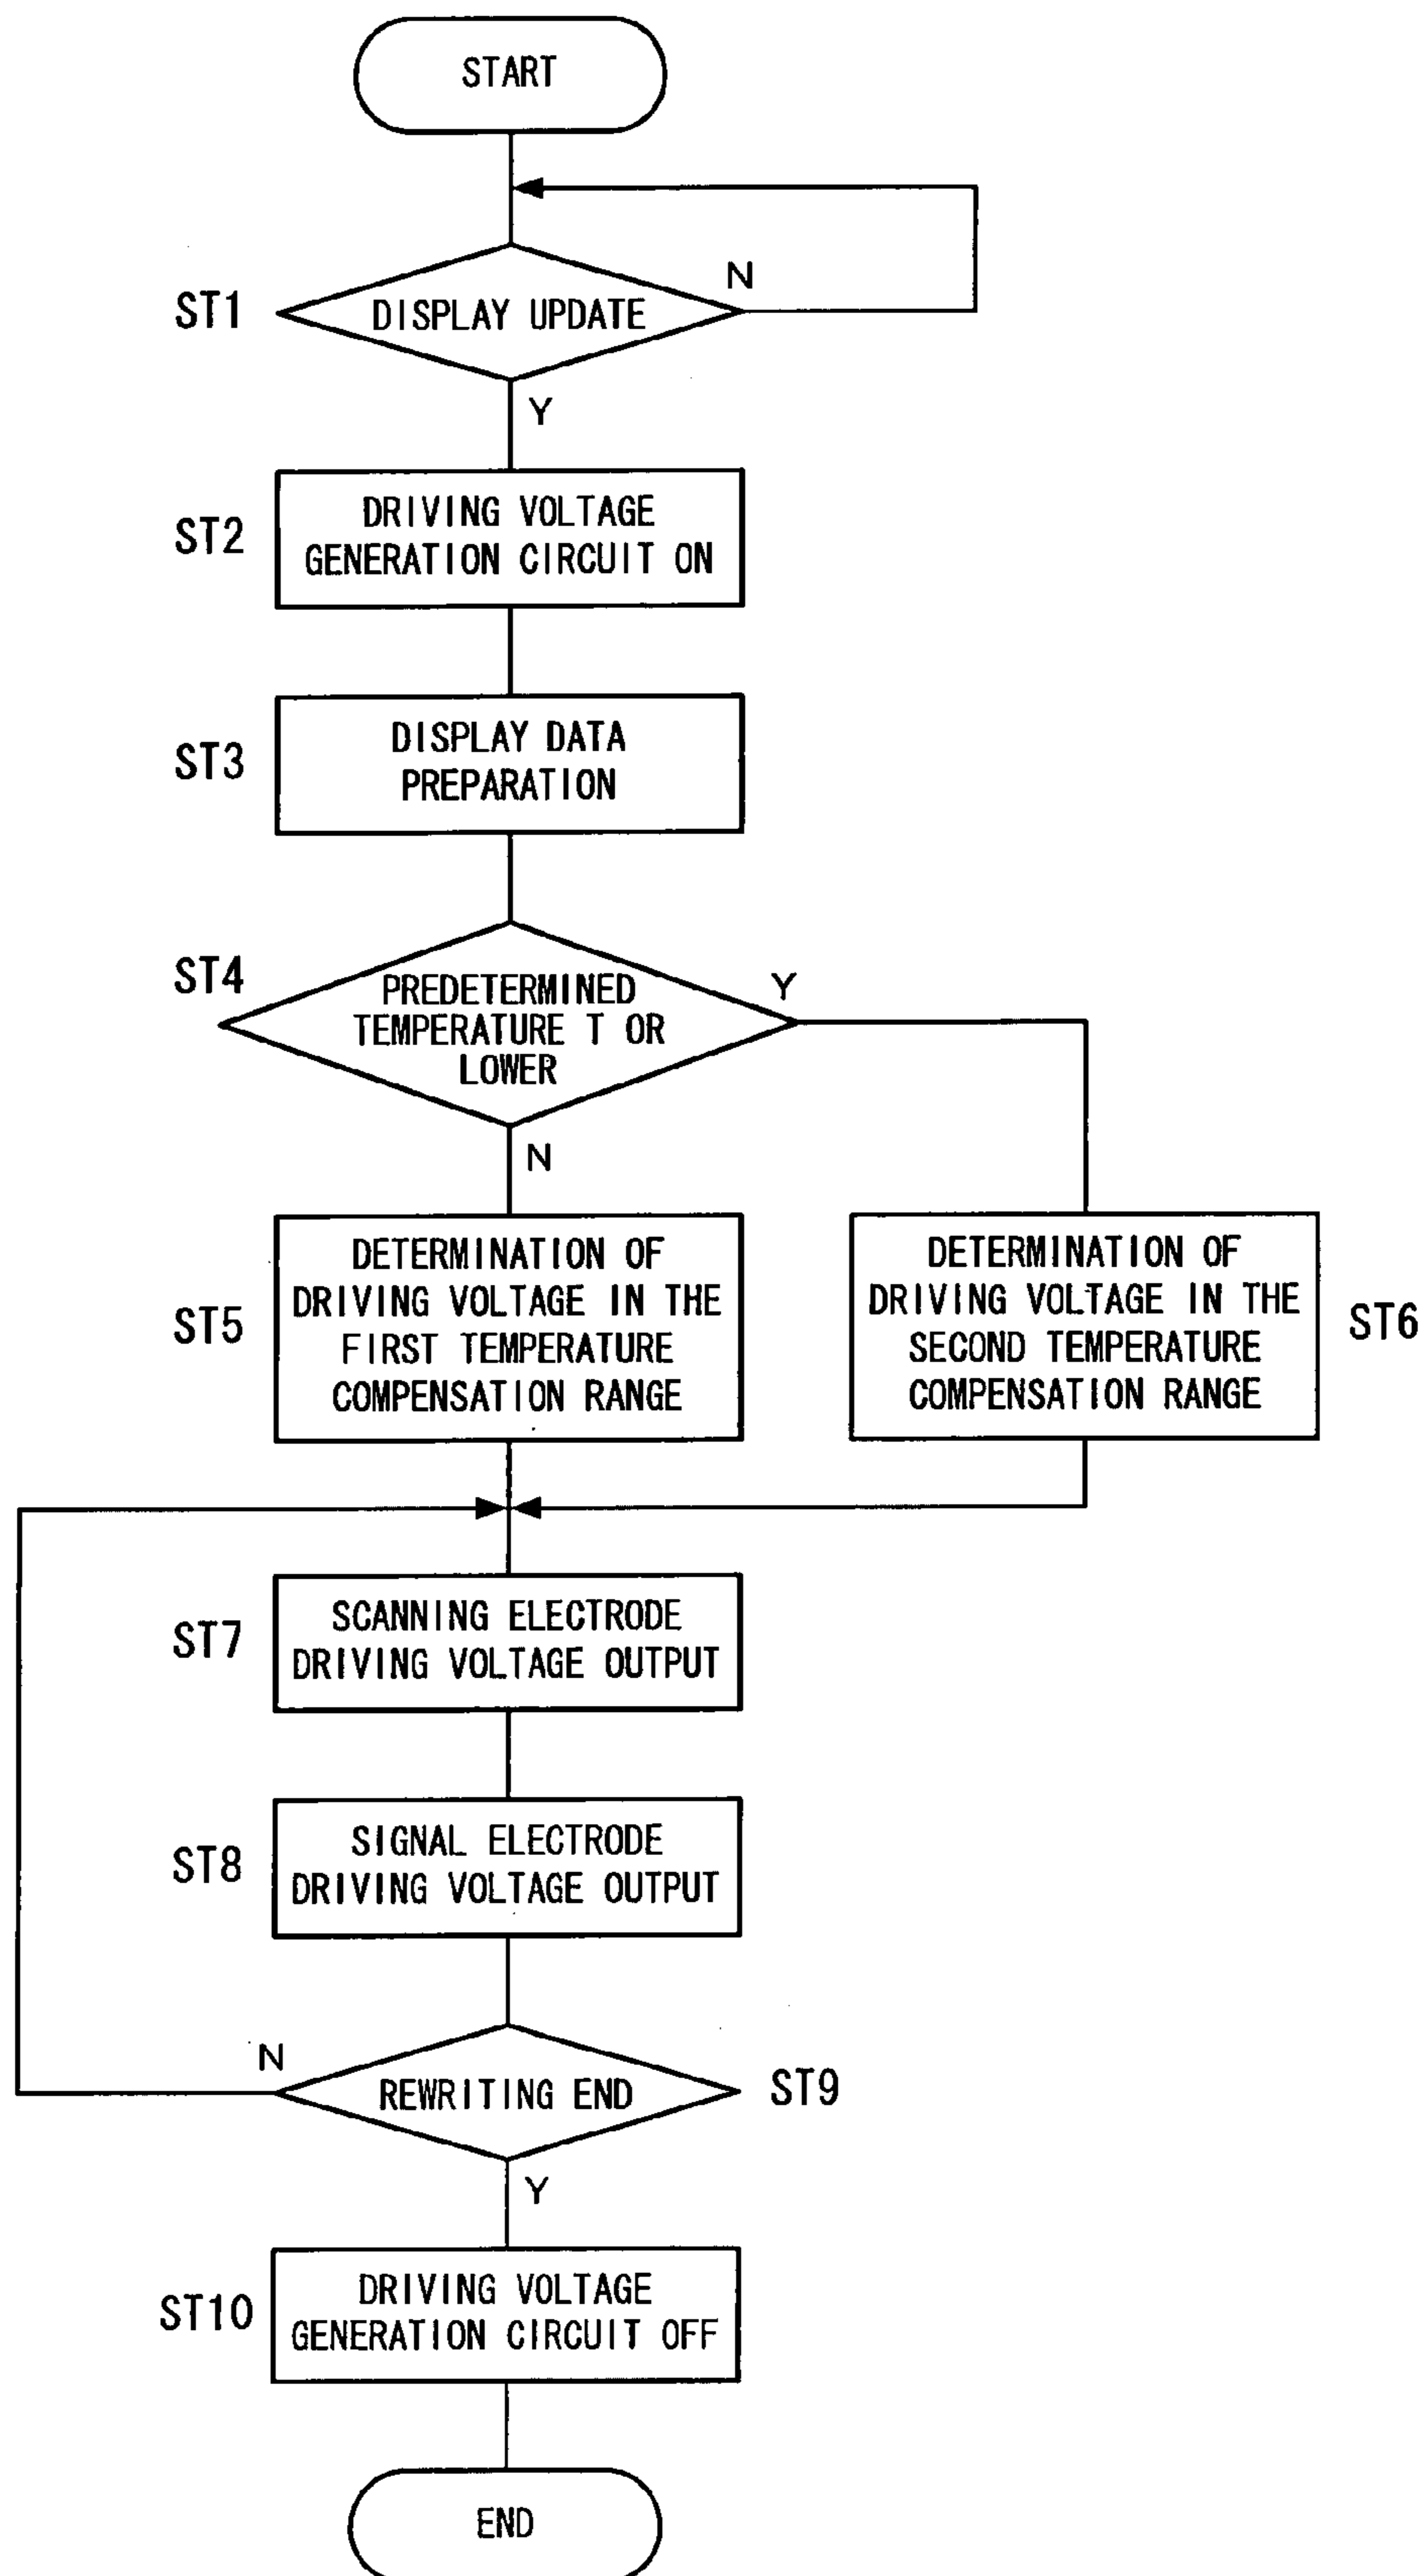 START
ST1
DISPLAY UPDATE
N
Y
ST2
DRIVING VOLTAGE
GENERATION CIRCUIT ON
ST3
DISPLAY DATA
PREPARATION
ST4
PREDETERMINED
TEMPERATURE T OR
LOWER
Y
N
ST5
DETERMINATION OF
DRIVING VOLTAGE IN THE
FIRST TEMPERATURE
COMPENSATION RANGE
DETERMINATION OF
DRIVING VOLTAGE IN THE
SECOND TEMPERATURE
COMPENSATION RANGE
ST6
ST7
SCANNING ELECTRODE
DRIVING VOLTAGE OUTPUT
ST8
SIGNAL ELECTRODE
DRIVING VOLTAGE OUTPUT
N
REWRITING END
ST9
Y
ST10
DRIVING VOLTAGE
GENERATION CIRCUIT OFF
END